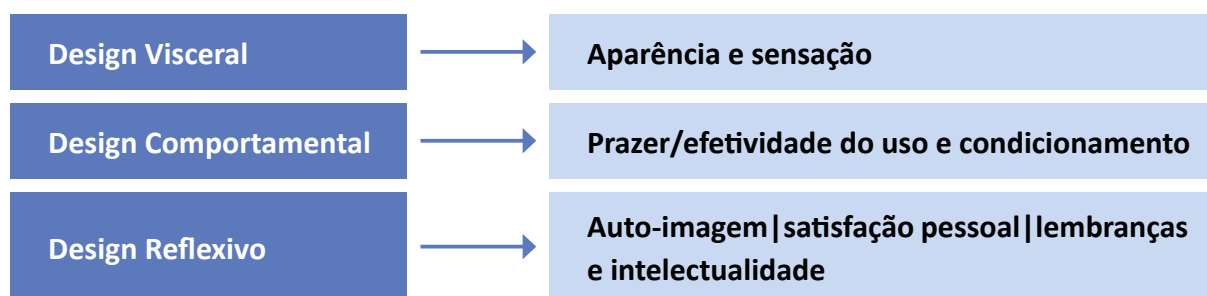 Design Visceral
Aparência e sensação
Design Comportamental
Prazer/efetividade do uso e condicionamento
Design Reflexivo
Auto-imagem|satisfação pessoal|lembranças
e intelectualidade